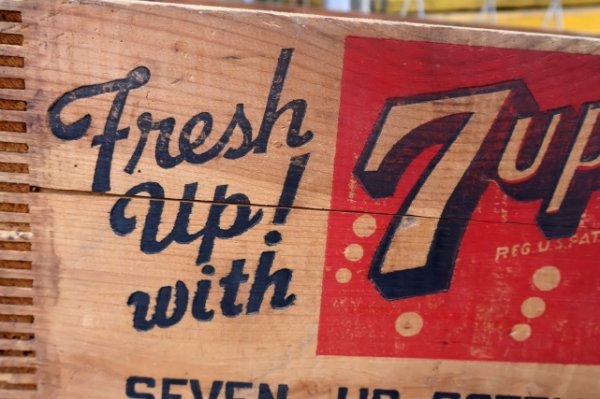 Fresh
Up!
with
7up
REG. U.S. PAT.
SEVEN-UP